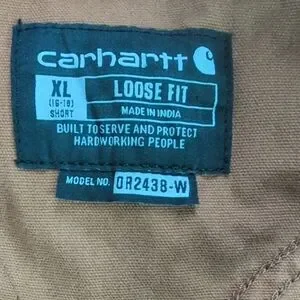 carhartt
XL
(16-18)
SHORT
LOOSE FIT
MADE IN INDIA
BUILT TO SERVE AND PROTECT
HARDWORKING PEOPLE
MODEL NO. OR2438-W